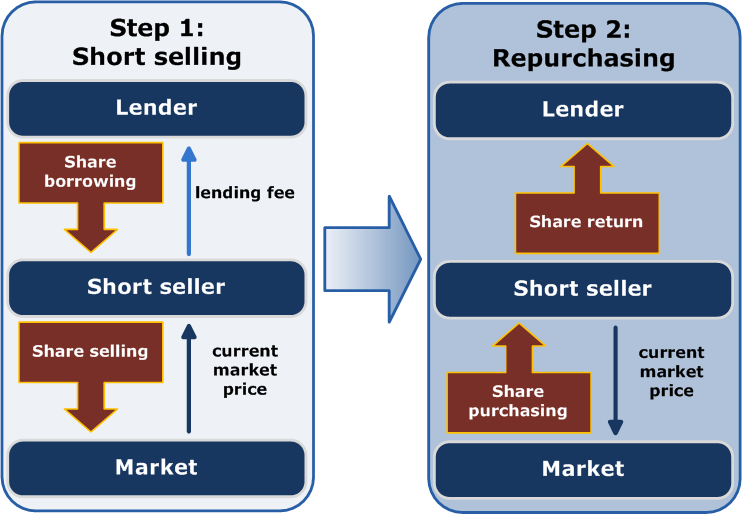 Step 1:
Short selling
Lender
Share
borrowing
lending fee
Short seller
Share selling
current
market
price
Market
Step 2:
Repurchasing
Lender
Share return
Short seller
Share
purchasing
current
market
price
Market